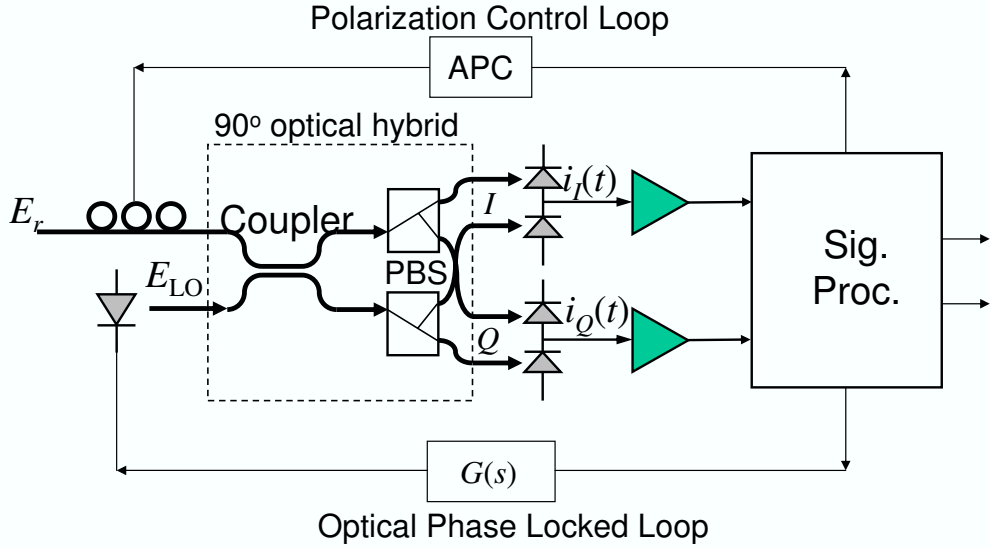 Polarization Control Loop
APC
90° optical hybrid
E_r
Coupler
I
i_I(t)
E_LO
PBS
Sig.
Proc.
Q
i_Q(t)
G(s)
Optical Phase Locked Loop